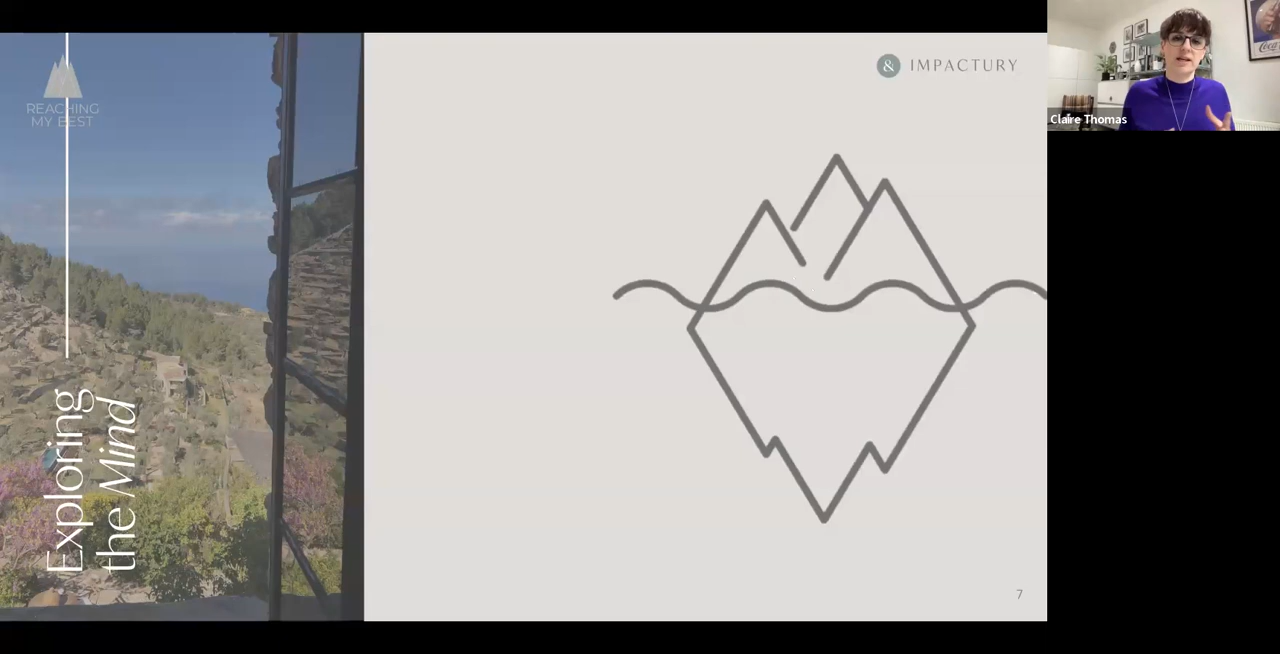 REACHING
MY BEST
Exploring
the Mind
& IMPACTURY
7
Claire Thomas